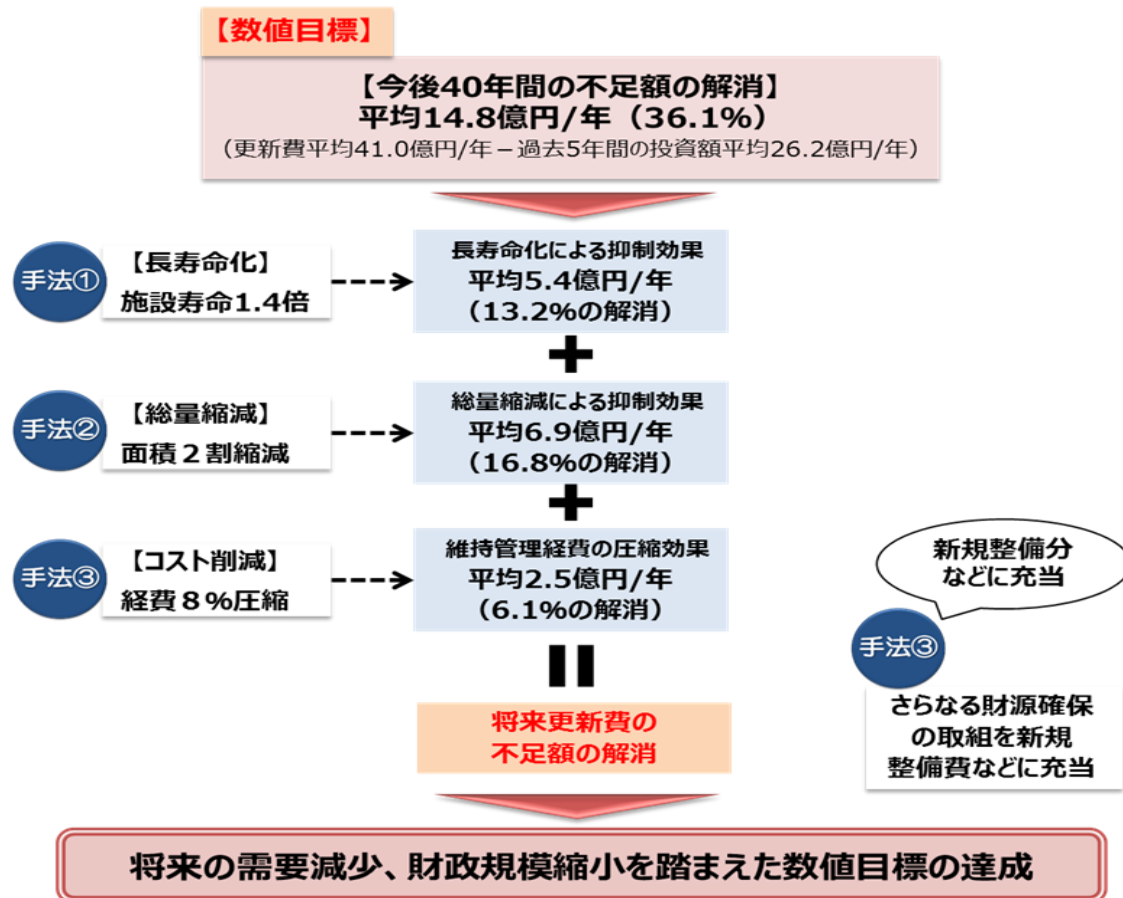 【数値目標】
【今後40年間の不足額の解消】
平均14.8億円/年（36.1%）
（更新費平均41.0億円/年－過去5年間の投資額平均26.2億円/年）
手法①
【長寿命化】
施設寿命1.4倍
長寿命化による抑制効果
平均5.4億円/年
（13.2%の解消）
＋
手法②
【総量縮減】
面積２割縮減
総量縮減による抑制効果
平均6.9億円/年
（16.8%の解消）
＋
手法③
【コスト削減】
経費８%圧縮
維持管理経費の圧縮効果
平均2.5億円/年
（6.1%の解消）
新規整備分
などに充当
手法③
さらなる財源確保
の取組を新規
整備費などに充当
将来更新費の
不足額の解消
将来の需要減少、財政規模縮小を踏まえた数値目標の達成